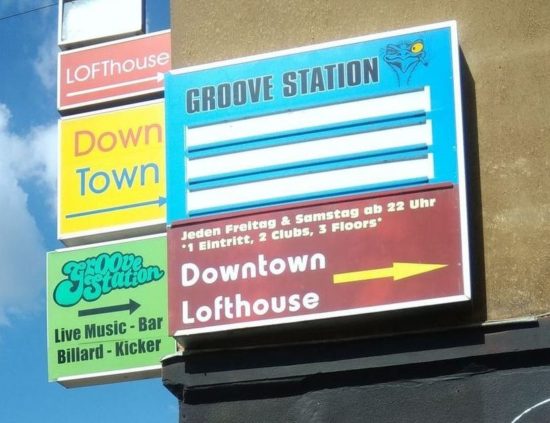 LOFThouse
Down
Town
GrOOve
Station
Live Music - Bar
Billard - Kicker
GROOVE STATION
Jeden Freitag & Samstag ab 22 Uhr
*1 Eintritt, 2 Clubs, 3 Floors*
Downtown
Lofthouse